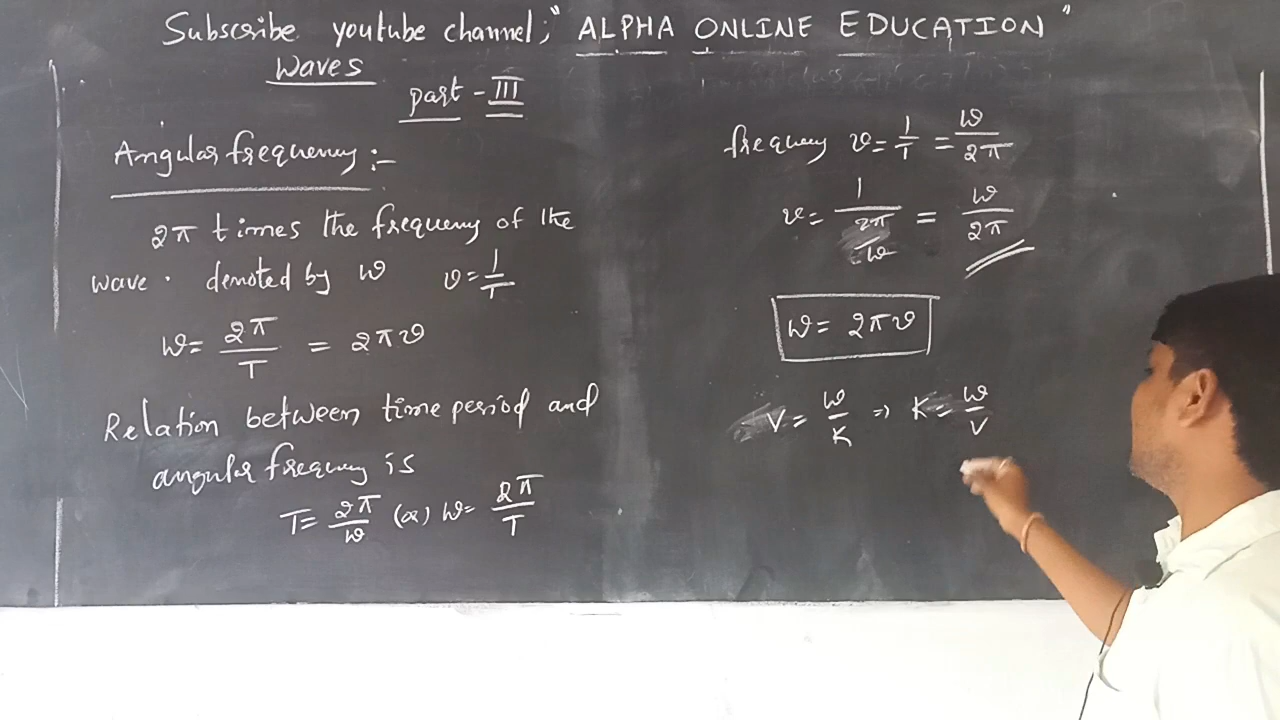 Subscribe youtube channel; "ALPHA ONLINE EDUCATION"
Waves
part - III
Angular frequency :-
2π times the frequency of the
wave. denoted by ω υ = 1/T
ω = 2π/T = 2πυ
Relation between time period and
angular frequency is
T = 2π/ω (or) ω = 2π/T
frequency υ = 1/T = ω/2π
υ = 1/(2π/ω) = ω/2π
ω = 2πυ
V = ω/K ⇒ K = ω/V